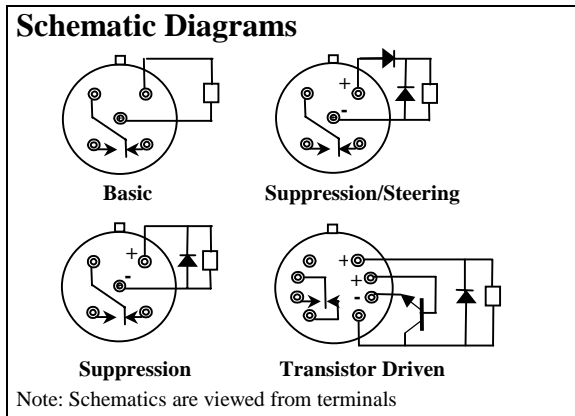 Schematic Diagrams
+
-
Basic
+
-
Suppression/Steering
+
-
Suppression
+
+
-
Transistor Driven
Note: Schematics are viewed from terminals